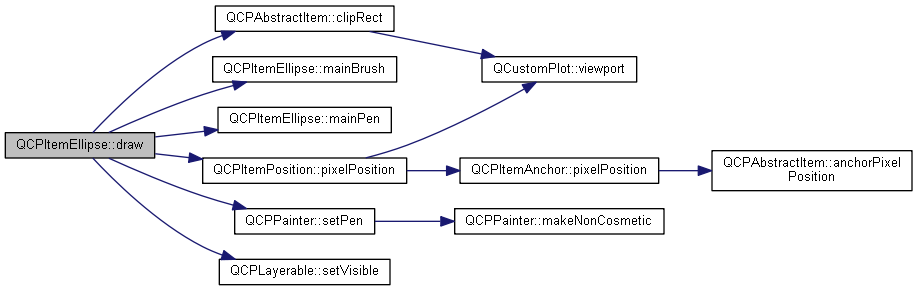 QCPAbstractItem::clipRect
QCPItemEllipse::mainBrush
QCustomPlot::viewport
QCPItemEllipse::mainPen
QCPItemEllipse::draw
QCPItemPosition::pixelPosition
QCPItemAnchor::pixelPosition
QCPAbstractItem::anchorPixel
Position
QCPPainter::setPen
QCPPainter::makeNonCosmetic
QCPLayerable::setVisible